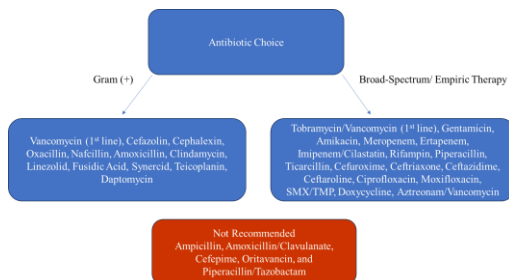 Antibiotic Choice
Gram (+)
Broad-Spectrum/ Empiric Therapy
Vancomycin (1st line), Cefazolin, Cephalexin,
Oxacillin, Nafcillin, Amoxicillin, Clindamycin,
Linezolid, Fusidic Acid, Synercid, Teicoplanin,
Daptomycin
Tobramycin/Vancomycin (1st line), Gentamicin,
Amikacin, Meropenem, Ertapenem,
Imipenem/Cilastatin, Rifampin, Piperacillin,
Ticarcillin, Cefuroxime, Ceftriaxone, Ceftazidime,
Ceftaroline, Ciprofloxacin, Moxifloxacin,
SMX/TMP, Doxycycline, Aztreonam/Vancomycin
Not Recommended
Ampicillin, Amoxicillin/Clavulanate,
Cefepime, Oritavancin, and
Piperacillin/Tazobactam